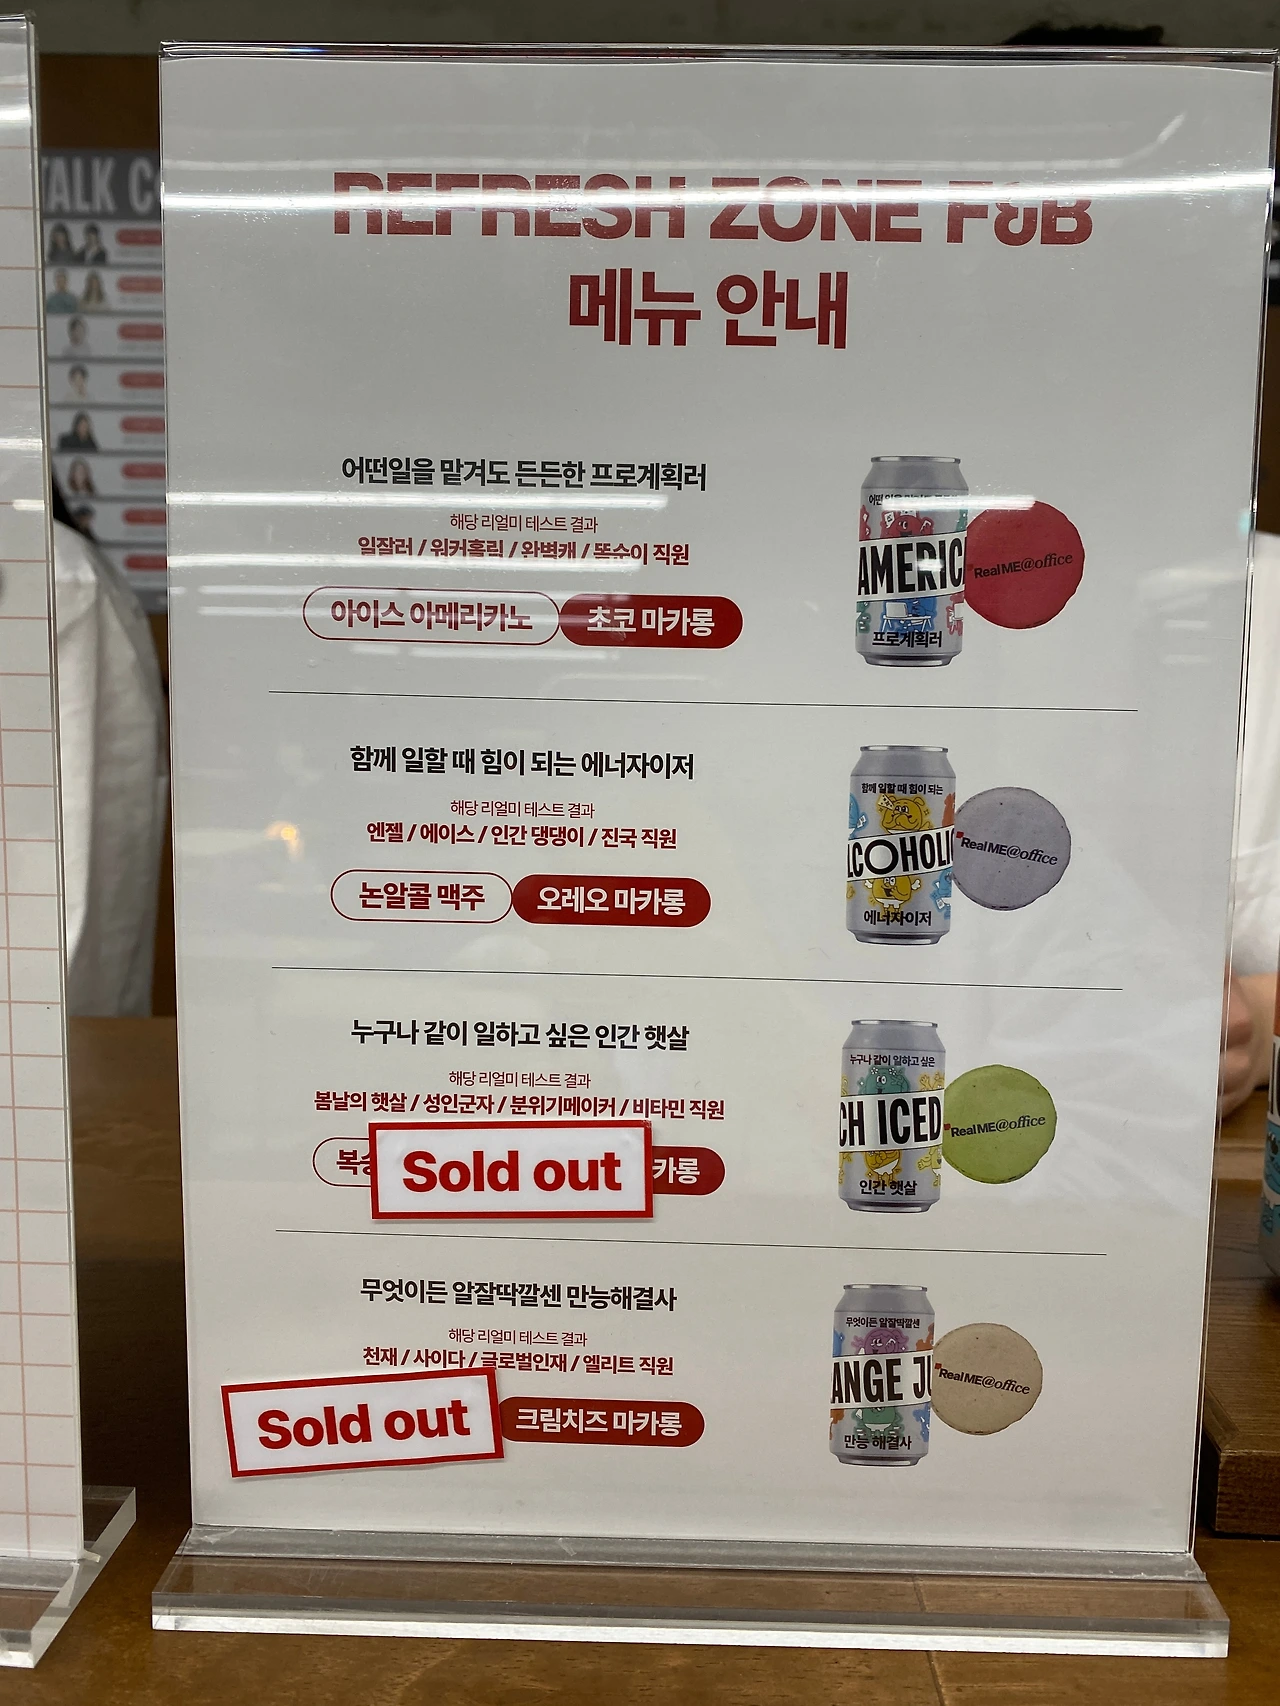 TALK C
REFRESH ZONE F&B
메뉴 안내
어떤일을 맡겨도 든든한 프로계획러
해당 리얼미 테스트 결과
일잘러 / 워커홀릭 / 완벽캐 / 똑순이 직원
아이스 아메리카노 초코 마카롱
AMERIC
프로계획러
RealME@office
함께 일할 때 힘이 되는 에너자이저
해당 리얼미 테스트 결과
엔젤 / 에이스 / 인간 댕댕이 / 진국 직원
논알콜 맥주 오레오 마카롱
함께 일할 때 힘이 되는
LCOHOLI
에너자이저
RealME@office
누구나 같이 일하고 싶은 인간 햇살
해당 리얼미 테스트 결과
봄날의 햇살 / 성인군자 / 분위기메이커 / 비타민 직원
복숭 Sold out 카롱
누구나 같이 일하고 싶은
CH ICED
인간 햇살
RealME@office
무엇이든 알잘딱깔센 만능해결사
해당 리얼미 테스트 결과
천재 / 사이다 / 글로벌인재 / 엘리트 직원
Sold out 크림치즈 마카롱
무엇이든 알잘딱깔센
ANGE JU
만능 해결사
RealME@office